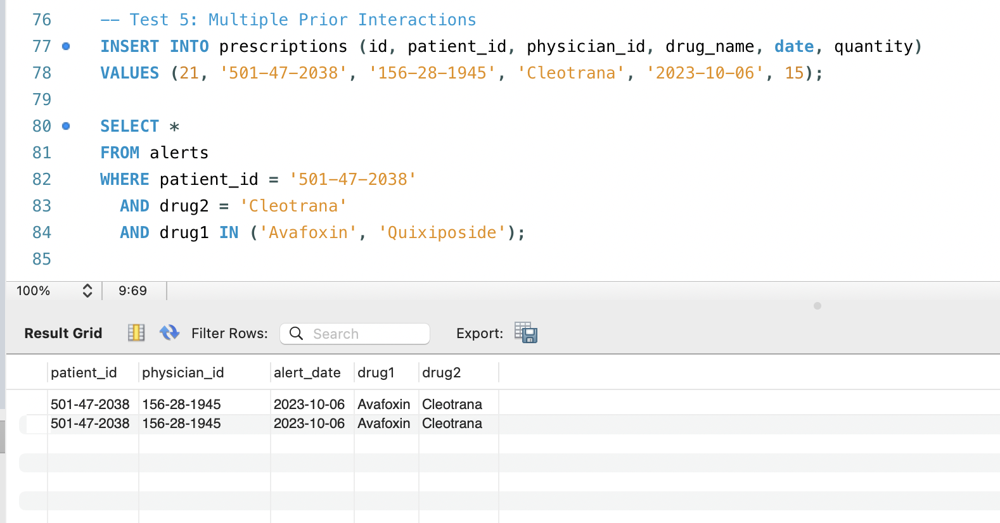 76 -- Test 5: Multiple Prior Interactions
77 INSERT INTO prescriptions (id, patient_id, physician_id, drug_name, date, quantity)
78 VALUES (21, '501-47-2038', '156-28-1945', 'Cleotrana', '2023-10-06', 15);
79
80 SELECT *
81 FROM alerts
82 WHERE patient_id = '501-47-2038'
83 AND drug2 = 'Cleotrana'
84 AND drug1 IN ('Avafoxin', 'Quixiposide');
85
100% 9:69
Result Grid Filter Rows: Search Export:
patient_id physician_id alert_date drug1 drug2
501-47-2038 156-28-1945 2023-10-06 Avafoxin Cleotrana
501-47-2038 156-28-1945 2023-10-06 Avafoxin Cleotrana